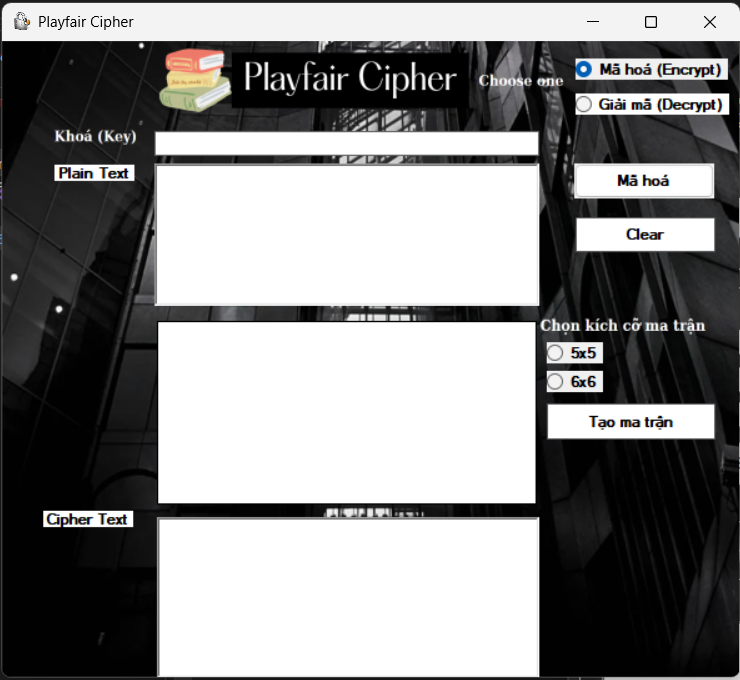 Playfair Cipher
Playfair Cipher
Choose one
Mã hoá (Encrypt)
Giải mã (Decrypt)
Khoá (Key)
Plain Text
Mã hoá
Clear
Chọn kích cỡ ma trận
5x5
6x6
Tạo ma trận
Cipher Text